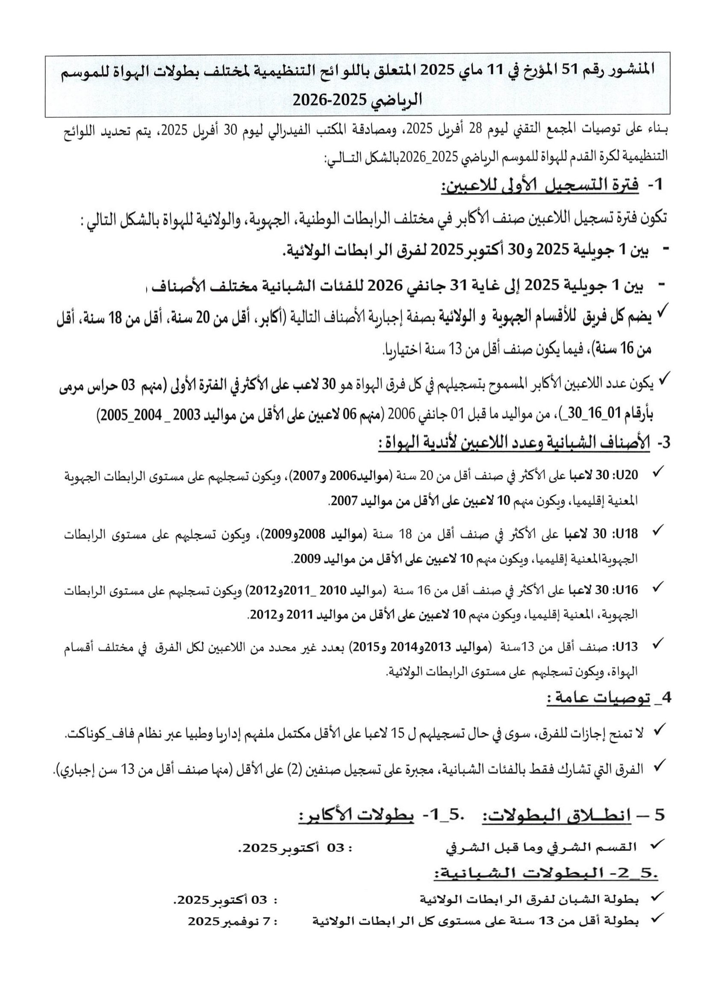 المنشور رقم 51 المؤرخ في 11 ماي 2025 المتعلق باللوائح التنظيمية لمختلف بطولات الهواة للموسم
الرياضي 2025-2026
بناء على توصيات المجمع التقني ليوم 28 أفريل 2025، ومصادقة المكتب الفيدرالي ليوم 30 أفريل 2025، يتم تحديد اللوائح
التنظيمية لكرة القدم للهواة للموسم الرياضي 2025_2026بالشكل التــالـي:
1- فترة التسجيل الأولى للاعبين:
تكون فترة تسجيل اللاعبين صنف الأكابر في مختلف الرابطات الوطنية، الجهوية، والولائية للهواة بالشكل التالي :
- بين 1 جويلية 2025 و30 أكتوبر 2025 لفرق الرابطات الولائية.
- بين 1 جويلية 2025 إلى غاية 31 جانفي 2026 للفئات الشبانية مختلف الأصناف
✓ يضم كل فريق للأقسام الجهوية و الولائية بصفة إجبارية الأصناف التالية (أكابر، أقل من 20 سنة، أقل من 18 سنة، أقل
من 16 سنة)، فيما يكون صنف أقل من 13 سنة اختياريا.
✓ يكون عدد اللاعبين الأكابر المسموح بتسجيلهم في كل فرق الهواة هو 30 لاعب على الأكثر في الفترة الأولى (منهم 03 حراس مرمى
بأرقام 01_16_30_)، من مواليد ما قبل 01 جانفي 2006 (منهم 06 لاعبين على الأقل من مواليد 2003 _ 2004_2005)
3- الأصناف الشبانية وعدد اللاعبين لأندية الهواة :
✓ U20: 30 لاعبا على الأكثر في صنف أقل من 20 سنة (مواليد2006 و2007)، ويكون تسجليهم على مستوى الرابطات الجهوية
المعنية إقليميا، ويكون منهم 10 لاعبين على الأقل من مواليد 2007.
✓ U18: 30 لاعبا على الأكثر في صنف أقل من 18 سنة (مواليد 2008و2009)، ويكون تسجليهم على مستوى الرابطات
الجهويةالمعنية إقليميا، ويكون منهم 10 لاعبين على الأقل من مواليد 2009.
✓ U16: 30 لاعبا على الأكثر في صنف أقل من 16 سنة (مواليد 2010 _2011و2012) ويكون تسجليهم على مستوى الرابطات
الجهوية، المعنية إقليميا، ويكون منهم 10 لاعبين على الأقل من مواليد 2011 و2012.
✓ U13: صنف أقل من 13سنة (مواليد 2013و2014 و2015) بعدد غير محدد من اللاعبين لكل الفرق في مختلف أقسام
الهواة، ويكون تسجليهم على مستوى الرابطات الولائية.
4_ توصيات عامة :
✓ لا تمنح إجازات للفرق، سوى في حال تسجيلهم ل 15 لاعبا على الأقل مكتمل ملفهم إداريا وطبيا عبر نظام فاف_كوناكت.
✓ الفرق التي تشارك فقط بالفئات الشبانية، مجبرة على تسجيل صنفين (2) على الأقل (منها صنف أقل من 13 سن إجباري).
5 – انطــلاق البطولات: .5_1- بطولات الأكابر:
✓ القسم الشرفي وما قبل الشرفي : 03 أكتوبر 2025.
.5_2- البطولات الشبانية:
✓ بطولة الشبان لفرق الرابطات الولائية : 03 أكتوبر 2025.
✓ بطولة أقل من 13 سنة على مستوى كل الرابطات الولائية : 7 نوفمبر 2025